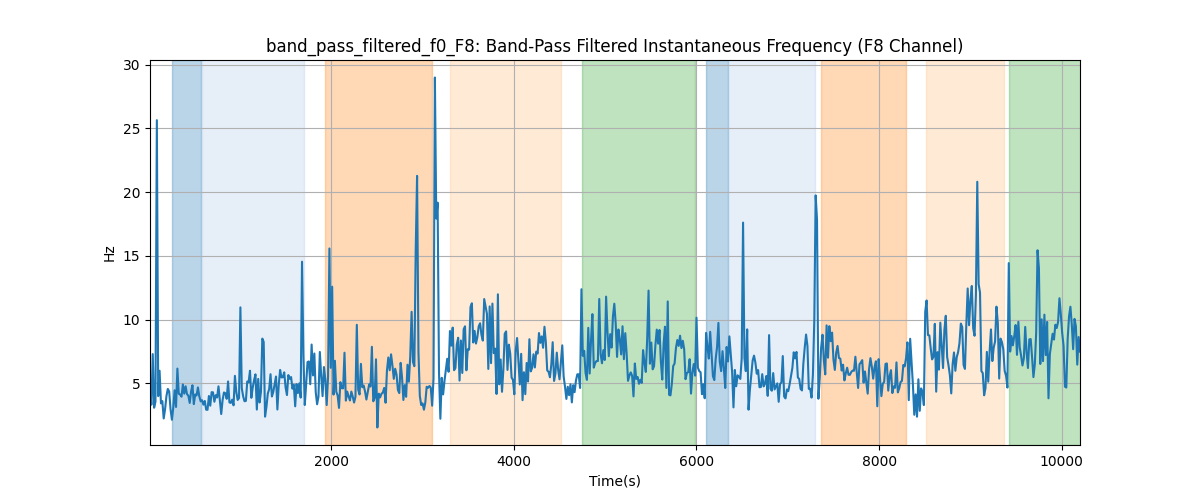 band_pass_filtered_f0_F8: Band-Pass Filtered Instantaneous Frequency (F8 Channel)
30
25
20
15
10
5
Hz
2000 4000 6000 8000 10000
Time(s)